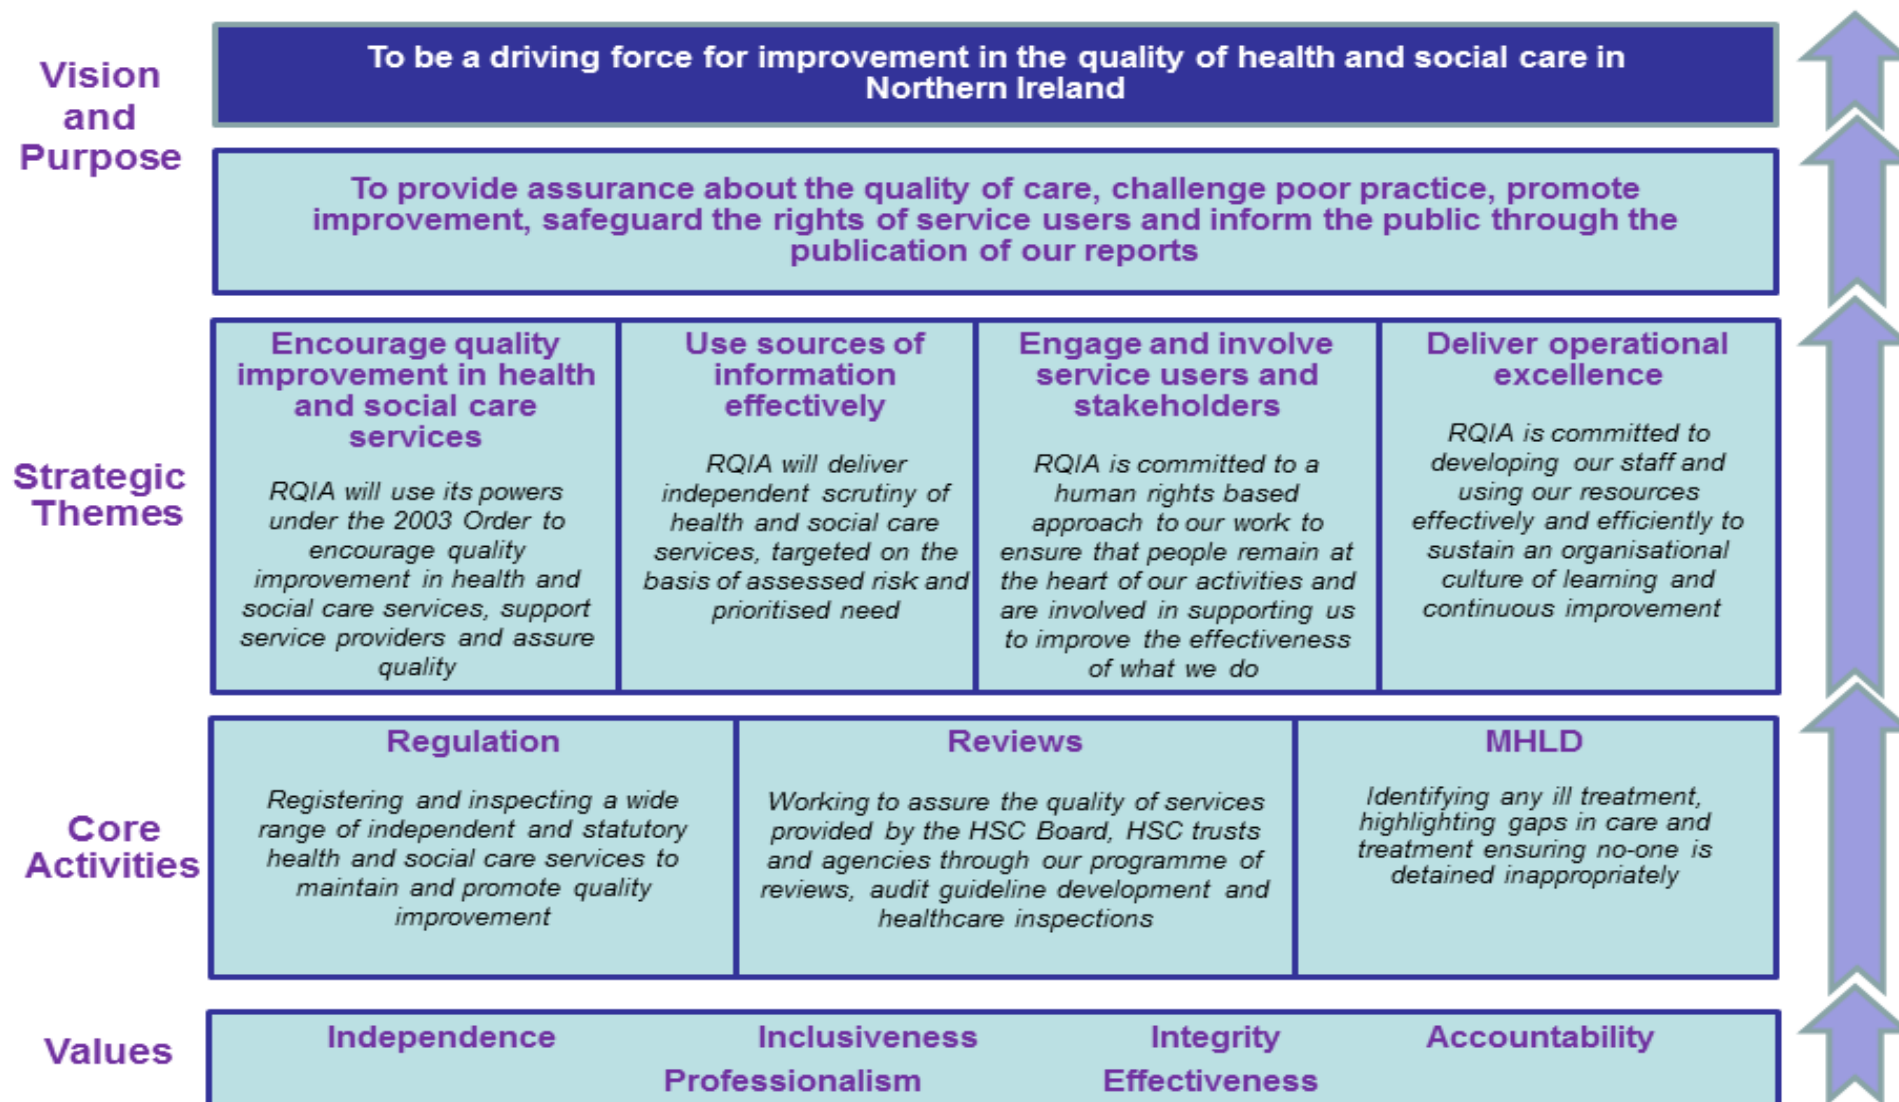 Vision
and
Purpose
To be a driving force for improvement in the quality of health and social care in
Northern Ireland
To provide assurance about the quality of care, challenge poor practice, promote
improvement, safeguard the rights of service users and inform the public through the
publication of our reports
Strategic
Themes
Encourage quality
improvement in health
and social care
services
RQIA will use its powers
under the 2003 Order to
encourage quality
improvement in health and
social care services, support
service providers and assure
quality
Use sources of
information
effectively
RQIA will deliver
independent scrutiny of
health and social care
services, targeted on the
basis of assessed risk and
prioritised need
Engage and involve
service users and
stakeholders
RQIA is committed to a
human rights based
approach to our work to
ensure that people remain at
the heart of our activities and
are involved in supporting us
to improve the effectiveness
of what we do
Deliver operational
excellence
RQIA is committed to
developing our staff and
using our resources
effectively and efficiently to
sustain an organisational
culture of learning and
continuous improvement
Core
Activities
Regulation
Registering and inspecting a wide
range of independent and statutory
health and social care services to
maintain and promote quality
improvement
Reviews
Working to assure the quality of services
provided by the HSC Board, HSC trusts
and agencies through our programme of
reviews, audit guideline development and
healthcare inspections
MHLD
Identifying any ill treatment,
highlighting gaps in care and
treatment ensuring no-one is
detained inappropriately
Values
Independence Inclusiveness Integrity Accountability
Professionalism Effectiveness